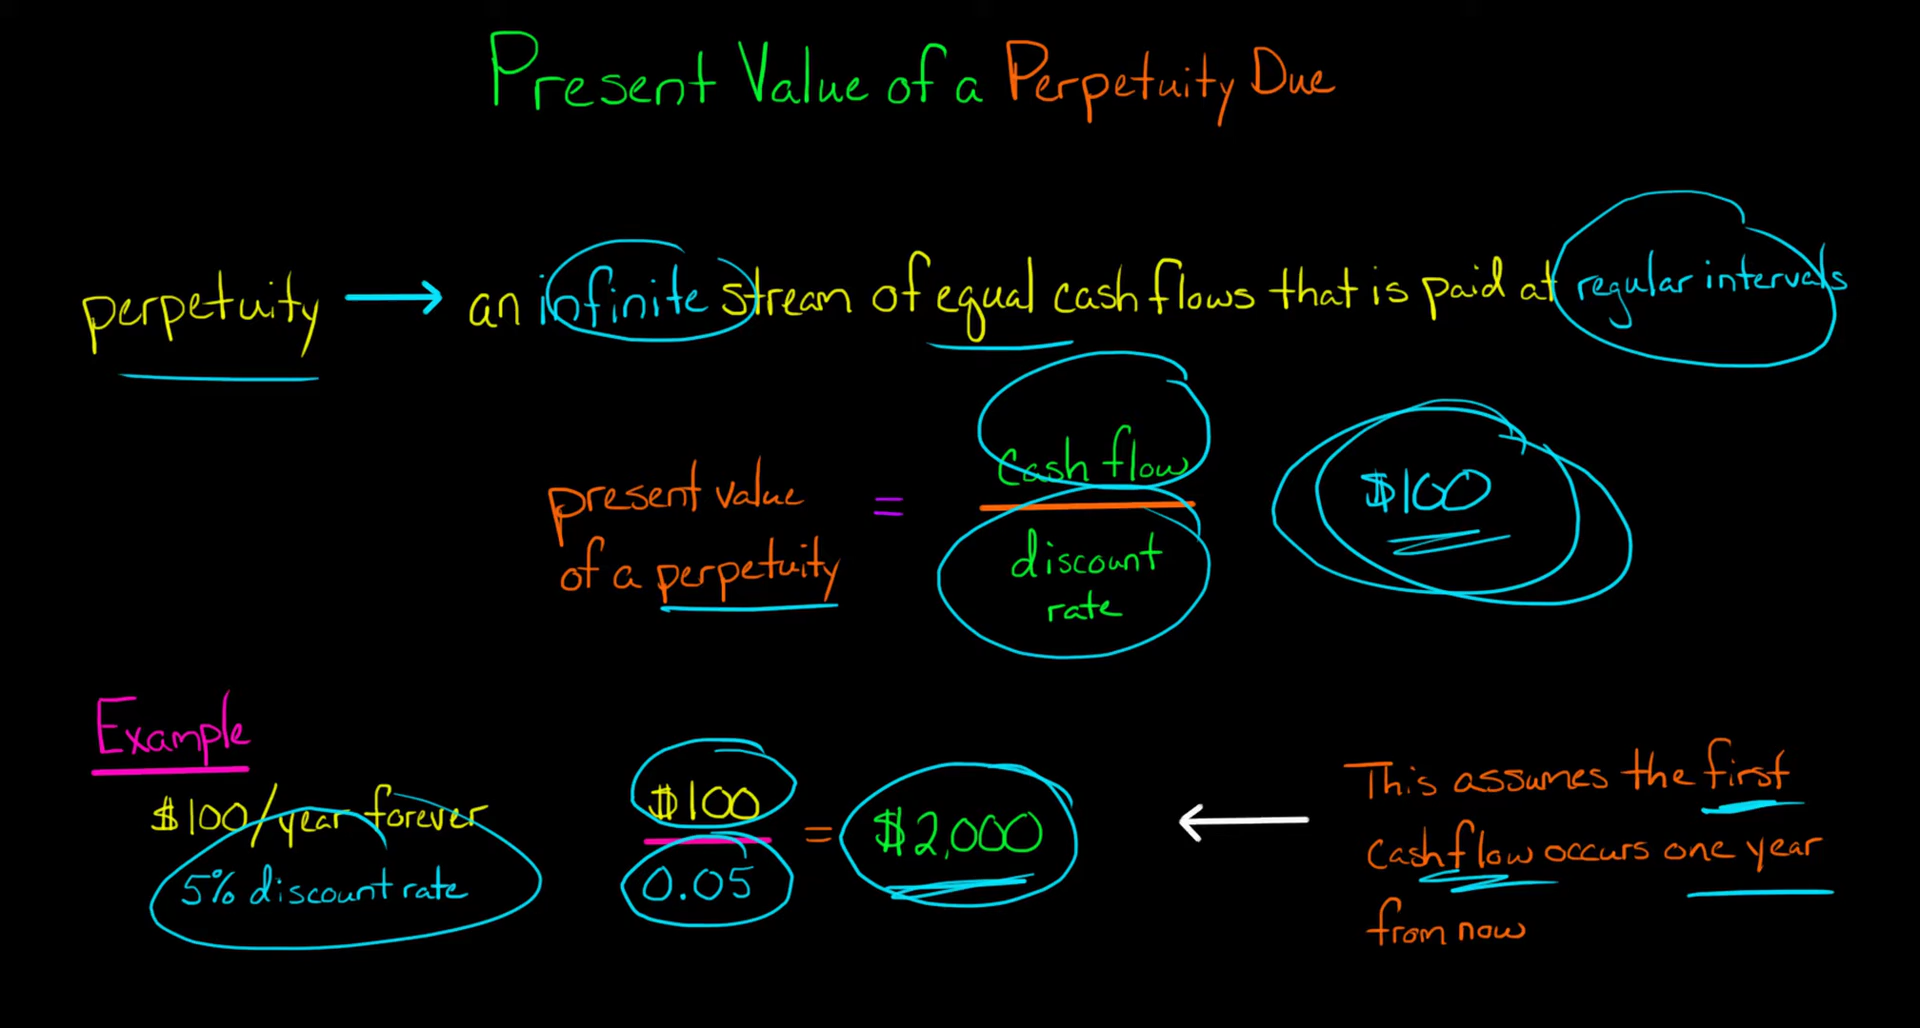 Present Value of a Perpetuity Due
perpetuity → an infinite stream of equal cash flows that is paid at regular intervals
present value of a perpetuity = cash flow / discount rate
$100
Example
$100/year forever
5% discount rate
$100 / 0.05 = $2,000
This assumes the first
cash flow occurs one year
from now